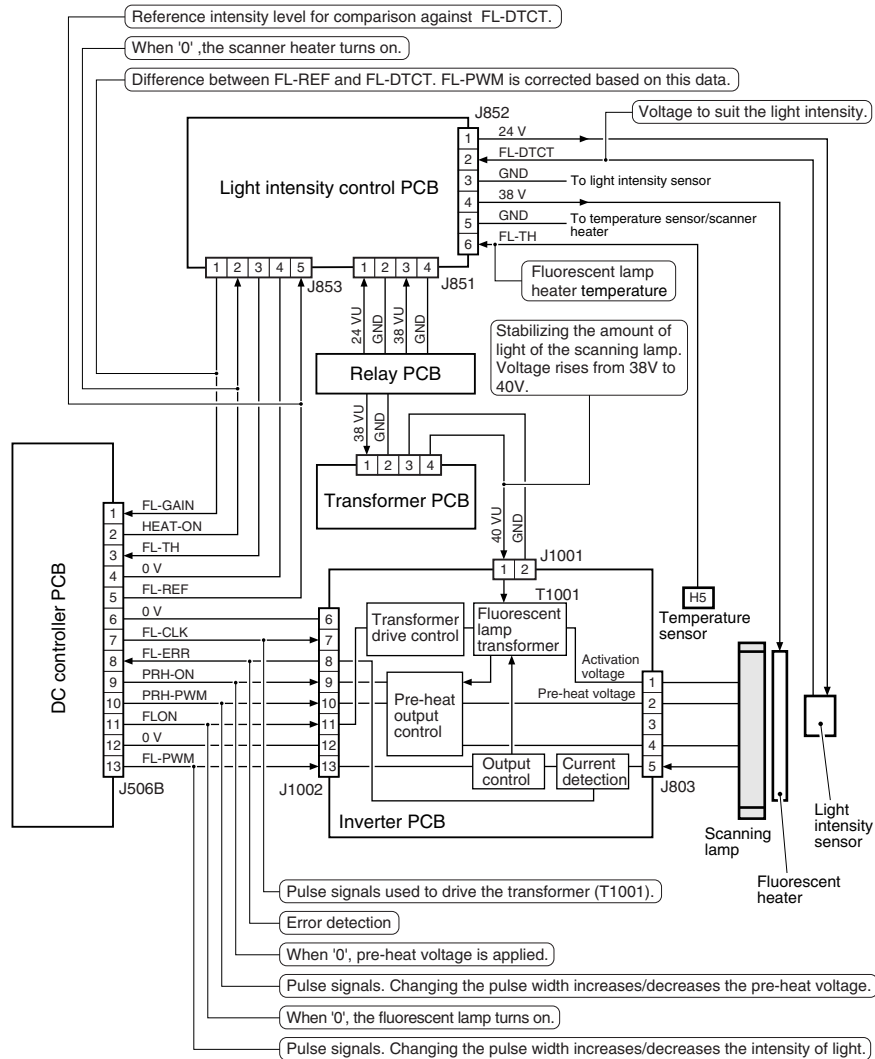 Reference intensity level for comparison against FL-DTCT.
When '0' ,the scanner heater turns on.
Difference between FL-REF and FL-DTCT. FL-PWM is corrected based on this data.
J852
Voltage to suit the light intensity.
Light intensity control PCB
1 24 V
2 FL-DTCT
3 GND To light intensity sensor
4 38 V
5 GND To temperature sensor/scanner
heater
6 FL-TH
1 2 3 4 5
J853
1 2 3 4
J851
Fluorescent lamp
heater temperature
24 VU
GND
38 VU
GND
Stabilizing the amount of
light of the scanning lamp.
Voltage rises from 38V to
40V.
Relay PCB
38 VU
GND
1 2 3 4
Transformer PCB
40 VU
GND
J1001
1 2
DC controller PCB
1 FL-GAIN
2 HEAT-ON
3 FL-TH
4 0 V
5 FL-REF
6 0 V
7 FL-CLK
8 FL-ERR
9 PRH-ON
10 PRH-PWM
11 FLON
12 0 V
13 FL-PWM
J506B
6
7
8
9
10
11
12
13
J1002
T1001
Transformer
drive control
Fluorescent
lamp
transformer
Activation
voltage
Pre-heat voltage
Pre-heat
output
control
Output
control
Current
detection
Inverter PCB
1
2
3
4
5
J803
H5
Temperature
sensor
Scanning
lamp
Light
intensity
sensor
Fluorescent
heater
Pulse signals used to drive the transformer (T1001).
Error detection
When '0', pre-heat voltage is applied.
Pulse signals. Changing the pulse width increases/decreases the pre-heat voltage.
When '0', the fluorescent lamp turns on.
Pulse signals. Changing the pulse width increases/decreases the intensity of light.